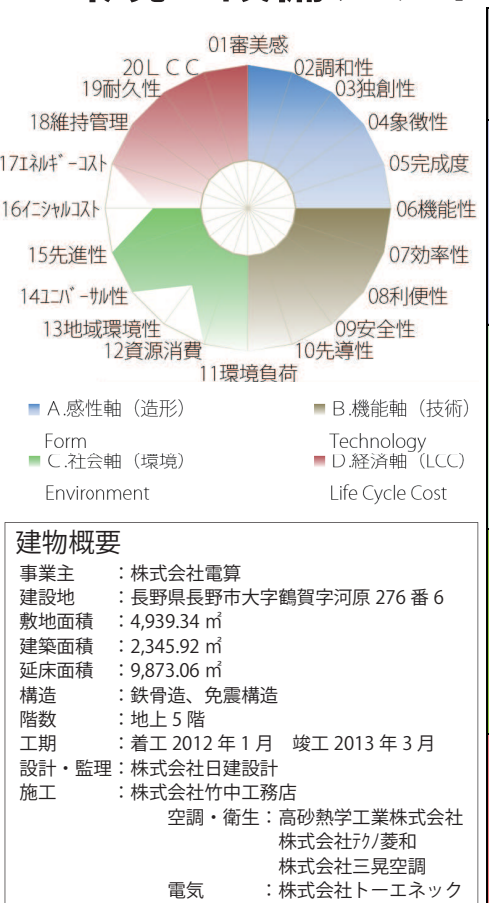 01審美感
02調和性
03独創性
04象徴性
05完成度
06機能性
07効率性
08利便性
09安全性
10先導性
11環境負荷
12資源消費
13地域環境性
14ユニバｰサル性
15先進性
16イニシャルコスト
17エネルギｰコスト
18維持管理
19耐久性
20ＬＣＣ
A.感性軸（造形）
Form
B.機能軸（技術）
Technology
C.社会軸（環境）
Environment
D.経済軸（LCC）
Life Cycle Cost
建物概要
事業主　　：株式会社電算
建設地　　：長野県長野市大字鶴賀字河原 276 番 6
敷地面積　：4,939.34 ㎡
建築面積　：2,345.92 ㎡
延床面積　：9,873.06 ㎡
構造　　　：鉄骨造、免震構造
階数　　　：地上 5 階
工期　　　：着工 2012 年 1 月　竣工 2013 年 3 月
設計・監理：株式会社日建設計
施工　　　：株式会社竹中工務店
空調・衛生：高砂熱学工業株式会社
株式会社ﾃｸﾉ菱和
株式会社三晃空調
電気　　　：株式会社トーエネック